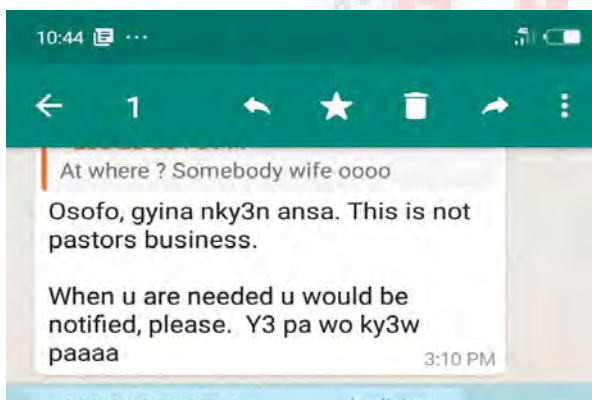 10:44
1
At where ? Somebody wife oooo
Osofo, gyina nky3n ansa. This is not
pastors business.
When u are needed u would be
notified, please. Y3 pa wo ky3w
paaaa
3:10 PM